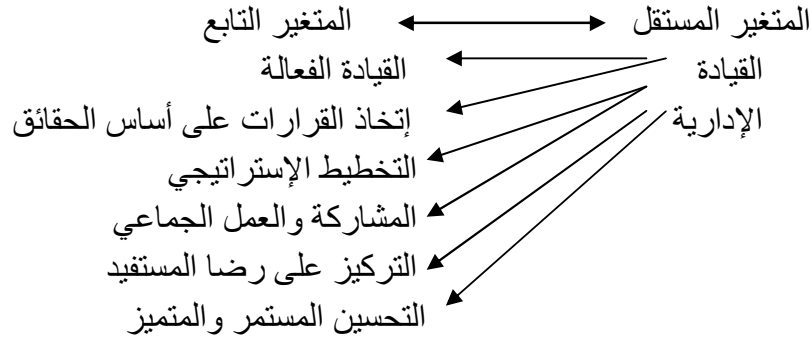 المتغير المستقل المتغير التابع
القيادة القيادة الفعالة
الإدارية إتخاذ القرارات على أساس الحقائق
التخطيط الإستراتيجي
المشاركة والعمل الجماعي
التركيز على رضا المستفيد
التحسين المستمر والمتميز